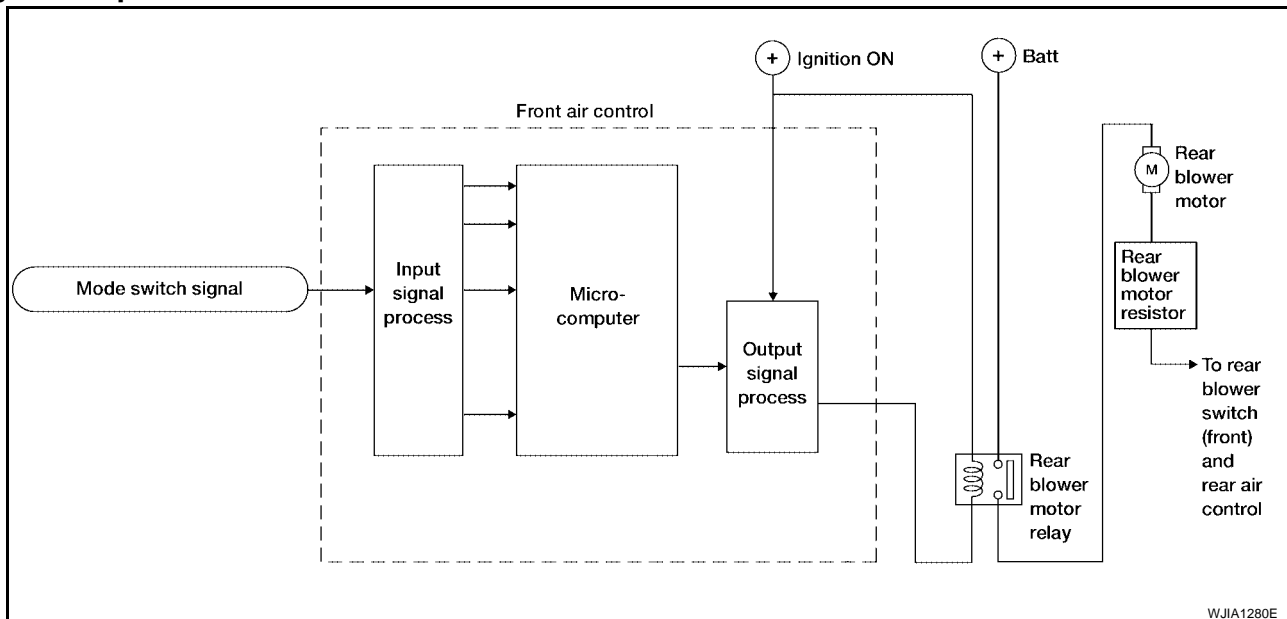 + Ignition ON
+ Batt
Front air control
Mode switch signal
Input
signal
process
Micro-
computer
Output
signal
process
M
Rear
blower
motor
Rear
blower
motor
resistor
To rear
blower
switch
(front)
and
rear air
control
Rear
blower
motor
relay
WJIA1280E